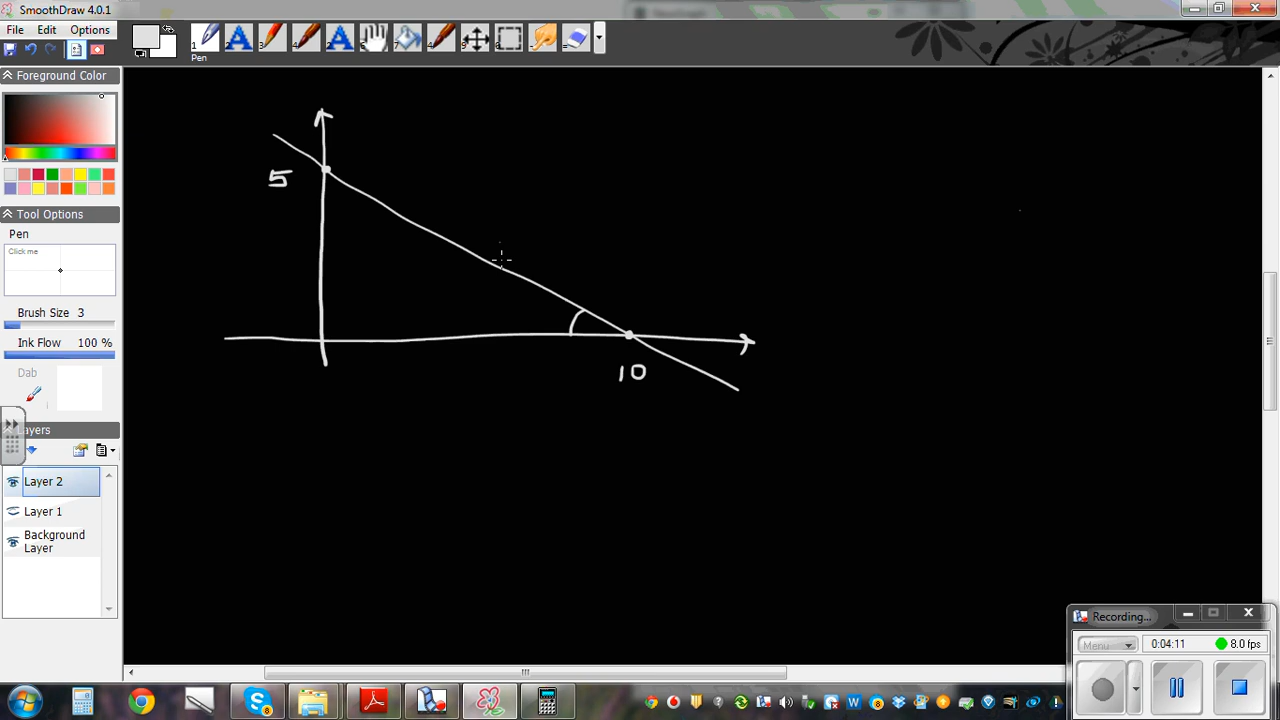 SmoothDraw 4.0.1
File Edit Options
Pen
Foreground Color
Tool Options
Pen
Click me
Brush Size 3
Ink Flow 100 %
Dab
Layers
Layer 2
Layer 1
Background
Layer
5
10
Recording...
Menu
0:04:11
8.0 fps